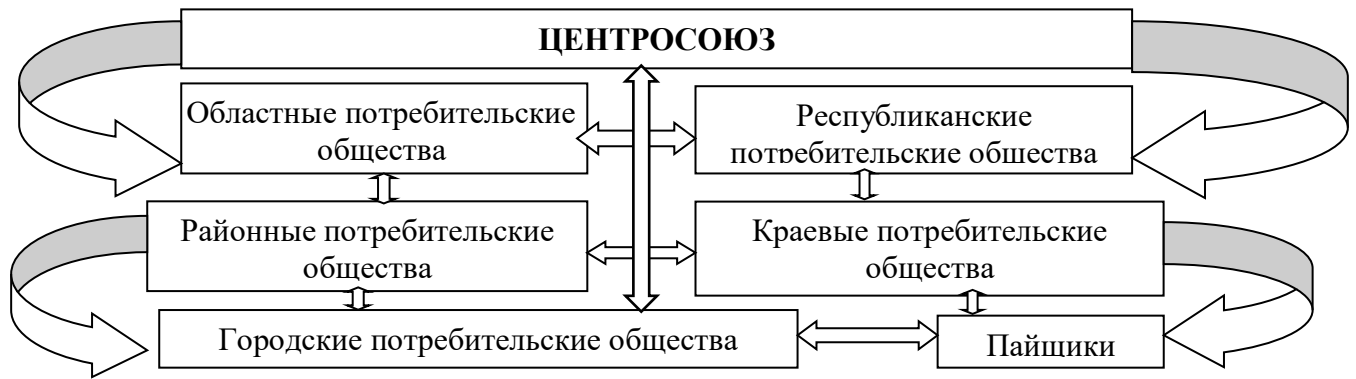 ЦЕНТРОСОЮЗ
Областные потребительские
общества
Республиканские
потребительские общества
Районные потребительские
общества
Краевые потребительские
общества
Городские потребительские общества
Пайщики